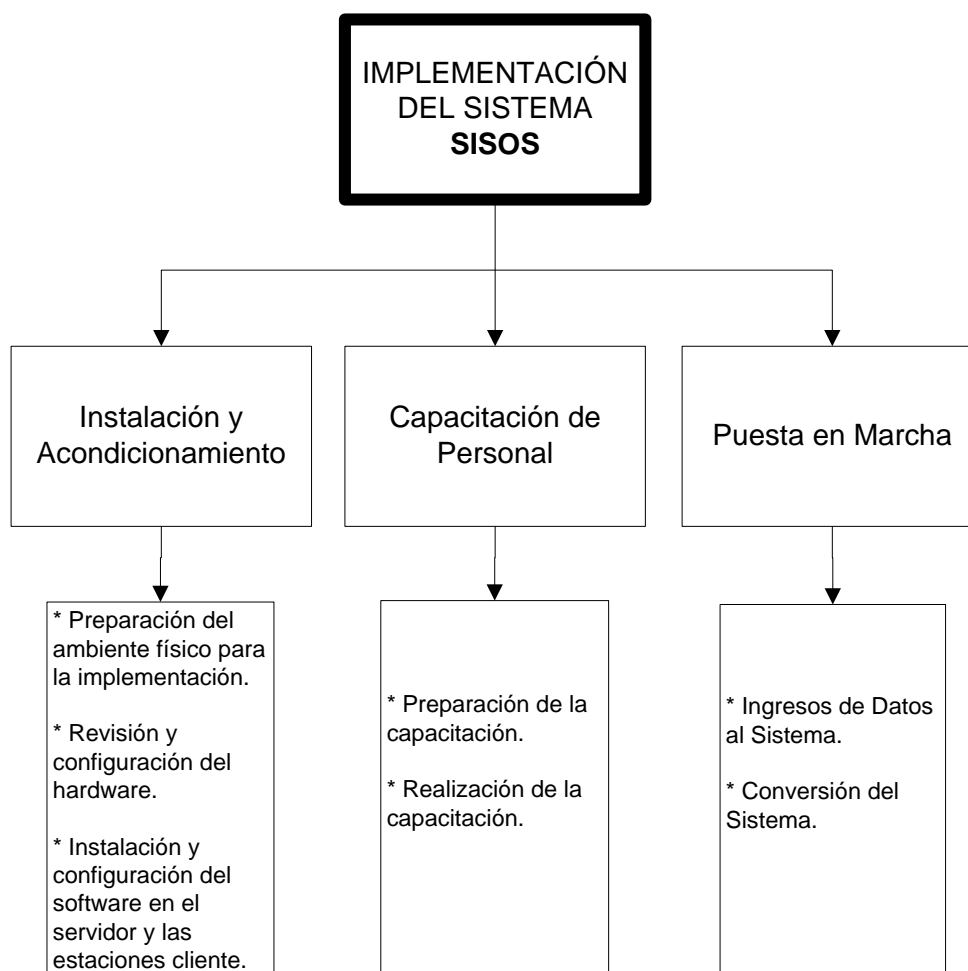 IMPLEMENTACIÓN
DEL SISTEMA
SISOS
Instalación y
Acondicionamiento
Capacitación de
Personal
Puesta en Marcha
* Preparación del
ambiente físico para
la implementación.
* Revisión y
configuración del
hardware.
* Instalación y
configuración del
software en el
servidor y las
estaciones cliente.
* Preparación de la
capacitación.
* Realización de la
capacitación.
* Ingresos de Datos
al Sistema.
* Conversión del
Sistema.